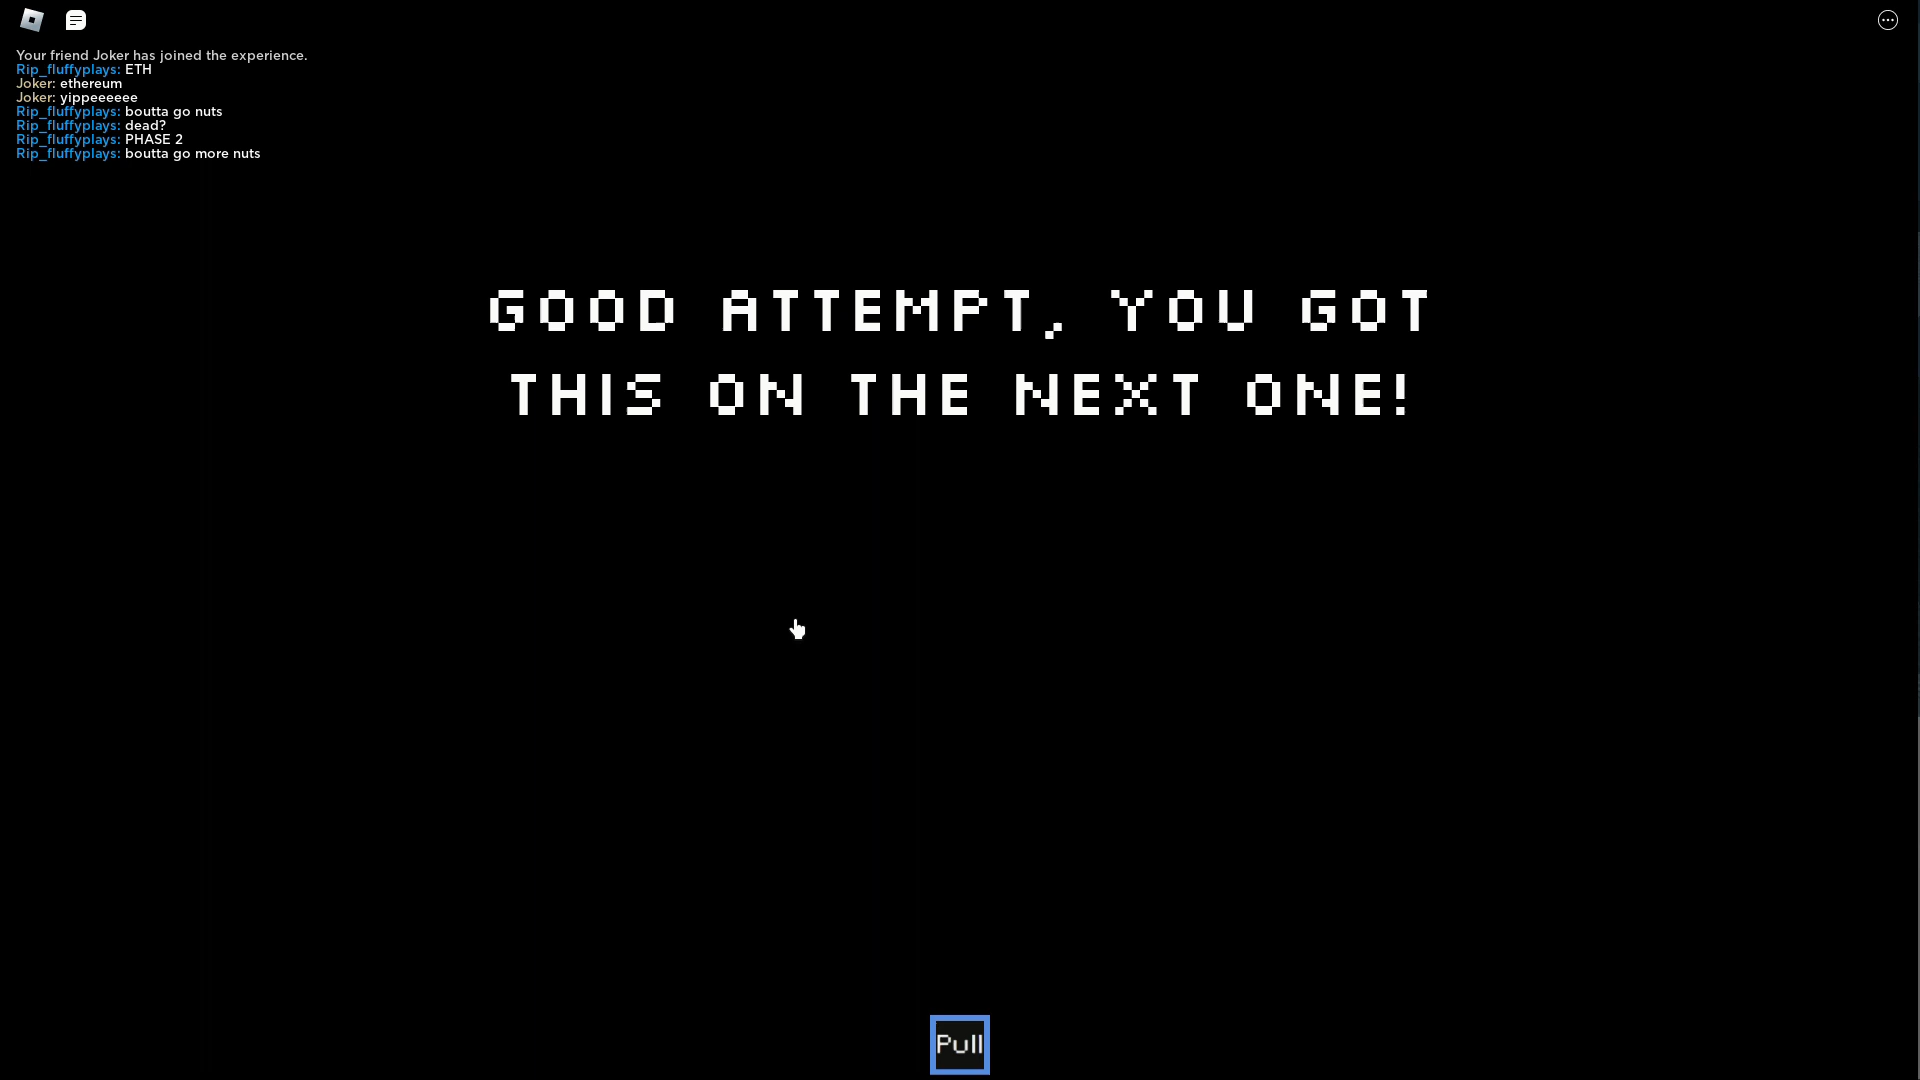 Your friend Joker has joined the experience.
Rip_fluffyplays: ETH
Joker: ethereum
Joker: yippeeeeee
Rip_fluffyplays: boutta go nuts
Rip_fluffyplays: dead?
Rip_fluffyplays: PHASE 2
Rip_fluffyplays: boutta go more nuts
GOOD ATTEMPT, YOU GOT
THIS ON THE NEXT ONE!
Pull